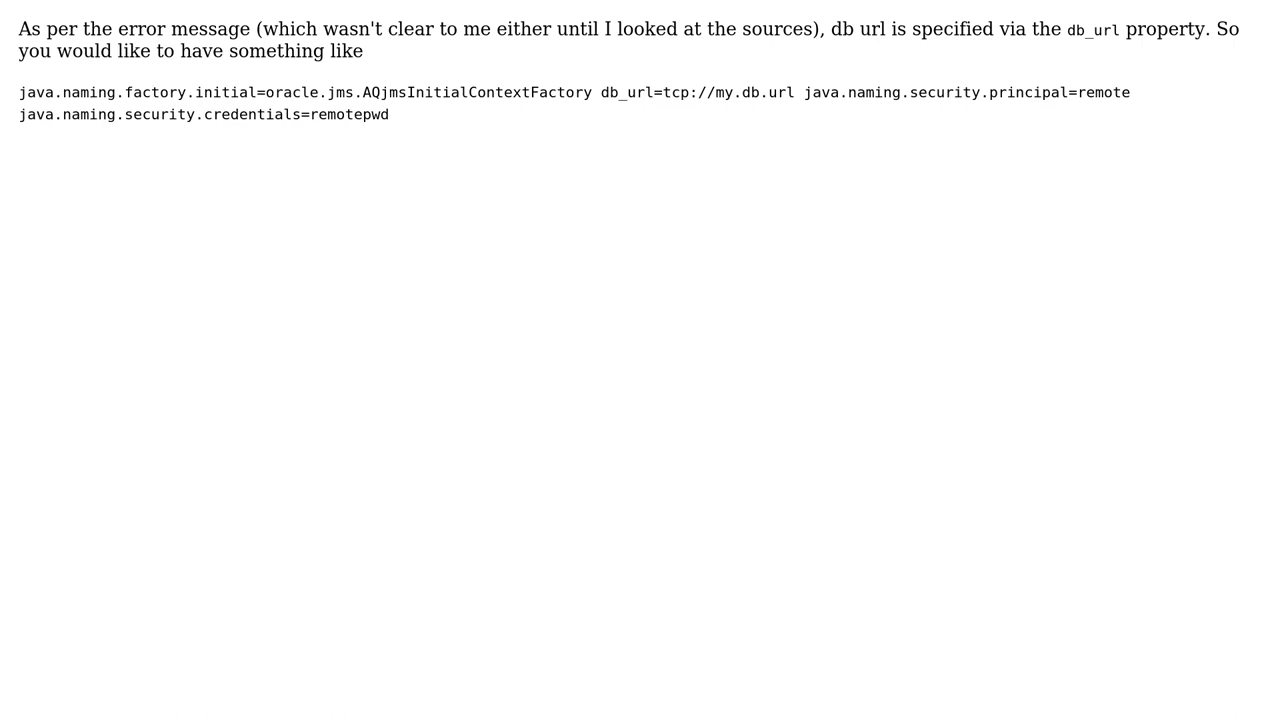 As per the error message (which wasn't clear to me either until I looked at the sources), db url is specified via the db_url property. So
you would like to have something like
java.naming.factory.initial=oracle.jms.AQjmsInitialContextFactory db_url=tcp://my.db.url java.naming.security.principal=remote
java.naming.security.credentials=remotepwd